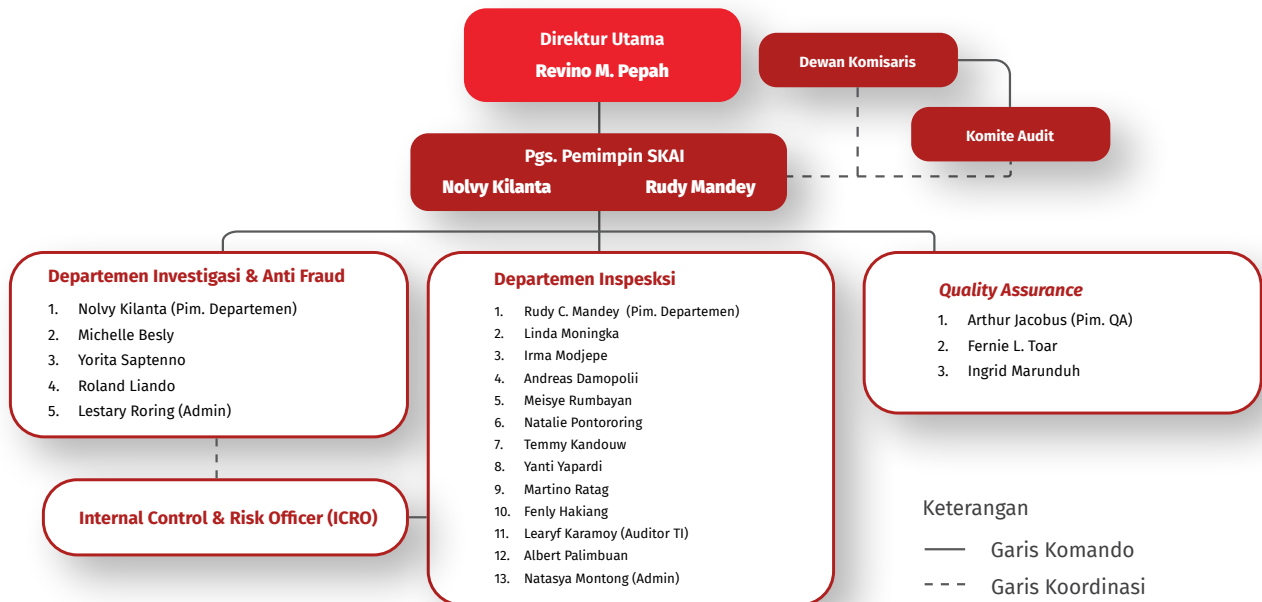 Direktur Utama
Revino M. Pepah
Dewan Komisaris
Komite Audit
Pgs. Pemimpin SKAI
Nolvy Kilanta Rudy Mandey
Departemen Investigasi & Anti Fraud
1. Nolvy Kilanta (Pim. Departemen)
2. Michelle Besly
3. Yorita Saptenno
4. Roland Liando
5. Lestary Roring (Admin)
Internal Control & Risk Officer (ICRO)
Departemen Inspesksi
1. Rudy C. Mandey (Pim. Departemen)
2. Linda Moningka
3. Irma Modjepe
4. Andreas Damopolii
5. Meisye Rumbayan
6. Natalie Pontororing
7. Temmy Kandouw
8. Yanti Yapardi
9. Martino Ratag
10. Fenly Hakiang
11. Learyf Karamoy (Auditor TI)
12. Albert Palimbuan
13. Natasya Montong (Admin)
Quality Assurance
1. Arthur Jacobus (Pim. QA)
2. Fernie L. Toar
3. Ingrid Marunduh
Keterangan
Garis Komando
Garis Koordinasi